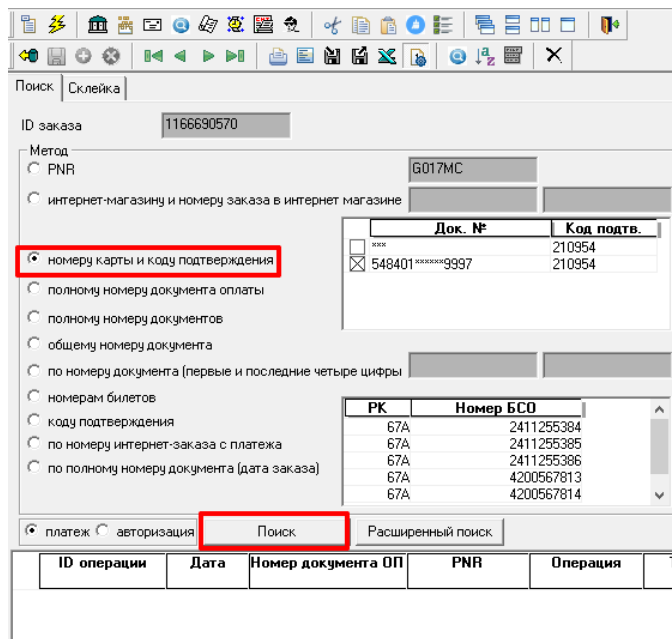 Поиск Склейка
ID заказа 1166690570
Метод
PNR G017MC
интернет-магазину и номеру заказа в интернет магазине
Док. № Код подтв.
*** 210954
номеру карты и коду подтверждения
548401******9997 210954
полному номеру документа оплаты
полному номеру документов
общему номеру документа
по номеру документа (первые и последние четыре цифры
номерам билетов
РК Номер БСО
коду подтверждения
67А 2411255384
67А 2411255385
по номеру интернет-заказа с платежа
67А 2411255386
по полному номеру документа (дата заказа)
67А 4200567813
67А 4200567814
платеж авторизация Поиск Расширенный поиск
ID операции Дата Номер документа ОП PNR Операция